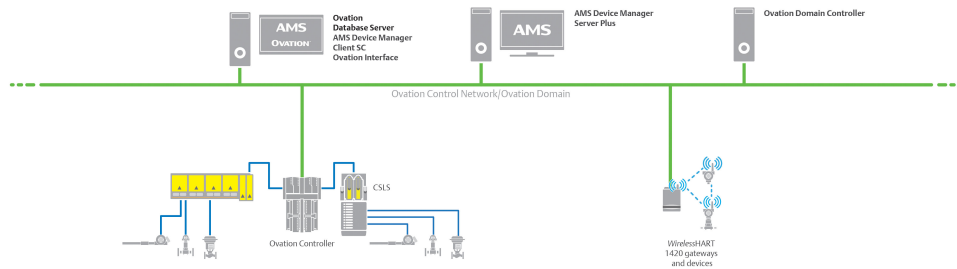 AMS
OVATION
Ovation
Database Server
AMS Device Manager
Client SC
Ovation Interface
AMS
AMS Device Manager
Server Plus
Ovation Domain Controller
Ovation Control Network/Ovation Domain
CSLS
Ovation Controller
WirelessHART
1420 gateways
and devices